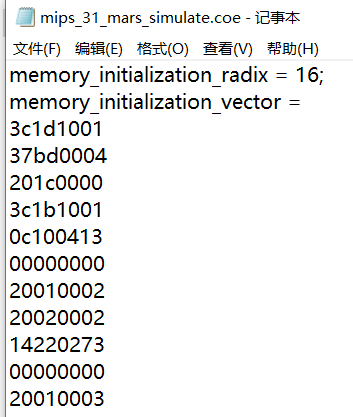 mips_31_mars_simulate.coe - 记事本
文件(F) 编辑(E) 格式(O) 查看(V) 帮助(H)
memory_initialization_radix = 16;
memory_initialization_vector =
3c1d1001
37bd0004
201c0000
3c1b1001
0c100413
00000000
20010002
20020002
14220273
00000000
20010003